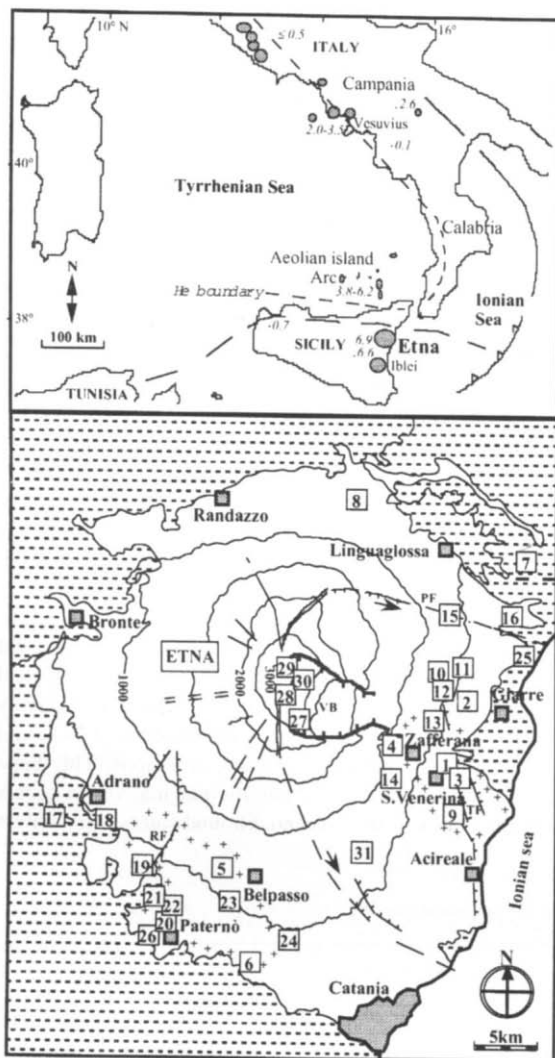 10° N
16°
≤ 0.5
ITALY
Campania
.2.6
Vesuvius
2.0-3.5
-0.1
40°
Tyrrhenian Sea
Calabria
Aeolian island
Arc
3.8-6.2
N
He boundary
Ionian
Sea
38°
-0.7
100 km
SICILY
6.9
Etna
.6.6
Iblei
TUNISIA
8
Randazzo
Linguaglossa
7
PF
15
16
Bronte
ETNA
1000
2000
3000
29
30
28
27
VB
10
11
12
2
25
Giarre
13
4
Zafferana
14
1
3
S.Venerina
9
TF
Adrano
17
18
RF
19
5
31
Acireale
Belpasso
21
22
23
20
26
Paternò
24
6
Ionian sea
Catania
N
5km